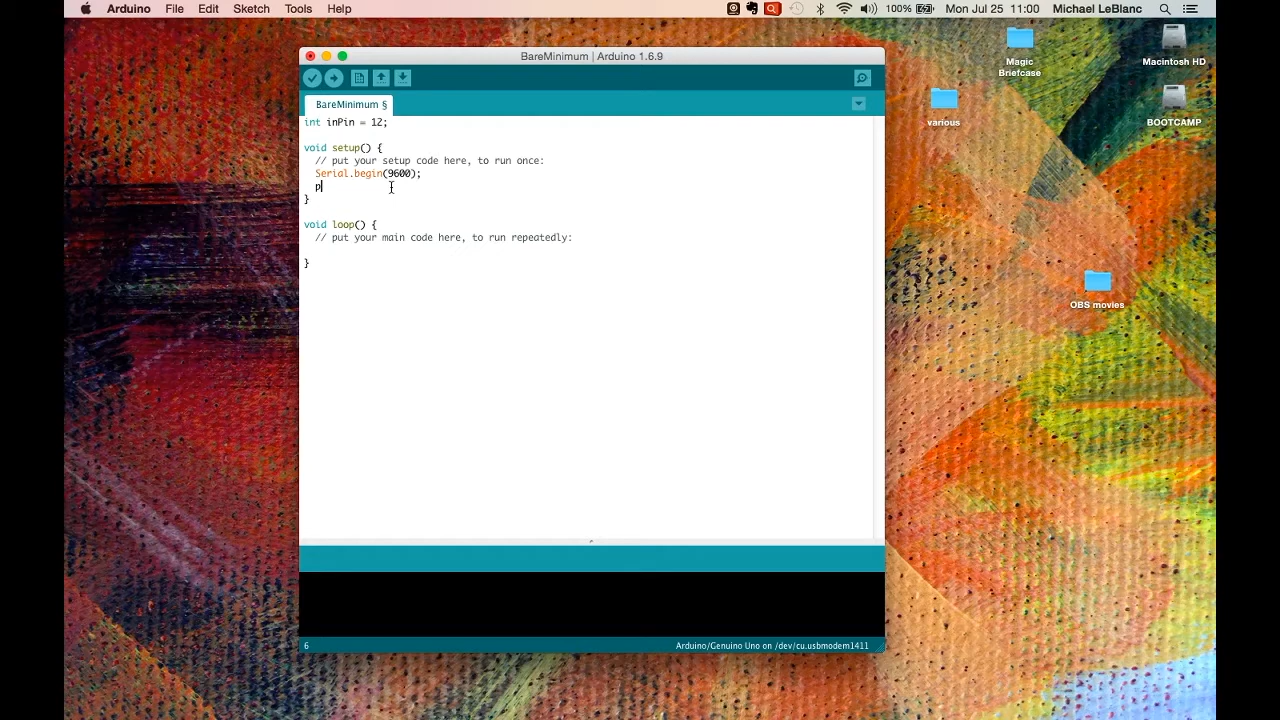 Arduino File Edit Sketch Tools Help 100% Mon Jul 25 11:00 Michael LeBlanc
BareMinimum | Arduino 1.6.9
BareMinimum §
int inPin = 12;
void setup() {
// put your setup code here, to run once:
Serial.begin(9600);
p
}
void loop() {
// put your main code here, to run repeatedly:
}
6 Arduino/Genuino Uno on /dev/cu.usbmodem1411
Magic
Briefcase
Macintosh HD
various
BOOTCAMP
OBS movies